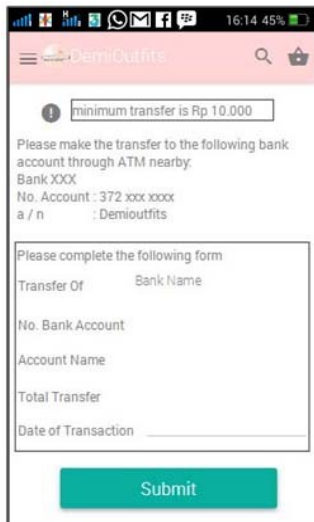 H
16:14 45%
DemiOutfits
minimum transfer is Rp 10.000
Please make the transfer to the following bank
account through ATM nearby:
Bank XXX
No. Account : 372 xxx xxxx
a / n : Demioutfits
Please complete the following form
Transfer Of Bank Name
No. Bank Account
Account Name
Total Transfer
Date of Transaction
Submit